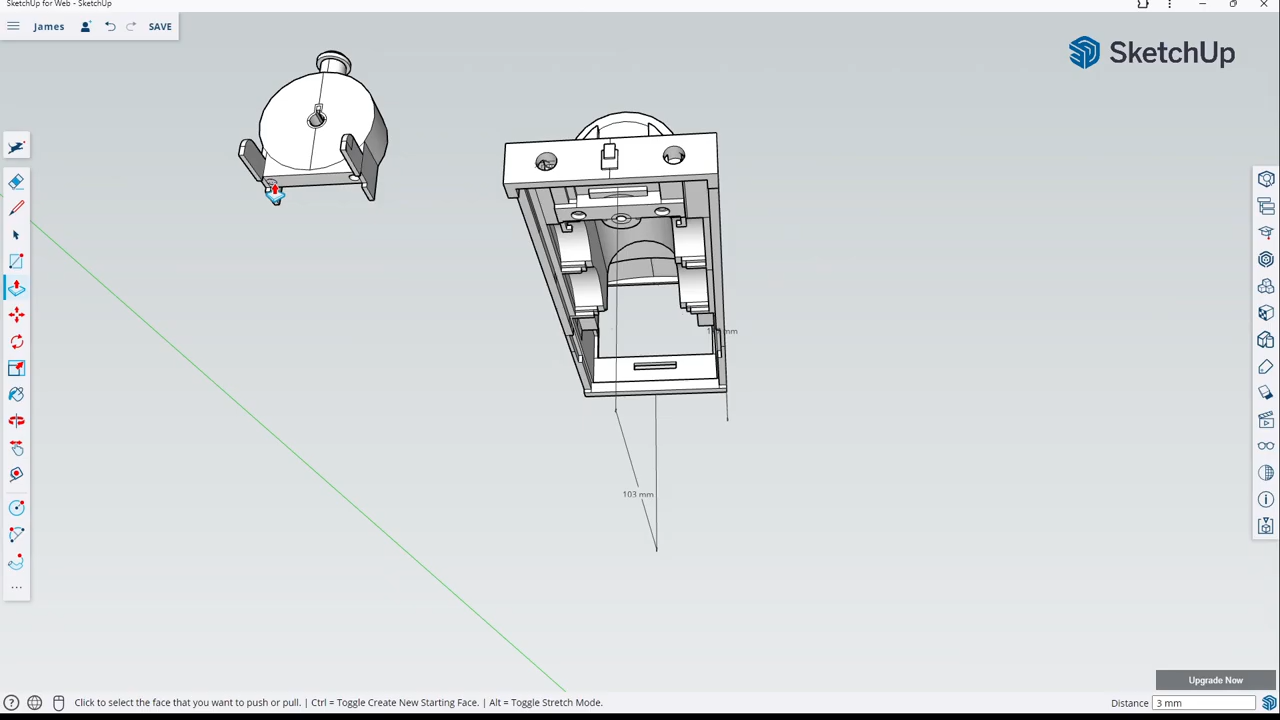 SketchUp for Web - SketchUp
James
SAVE
SketchUp
mm
103 mm
Upgrade Now
Click to select the face that you want to push or pull. | Ctrl = Toggle Create New Starting Face. | Alt = Toggle Stretch Mode.
Distance
3 mm